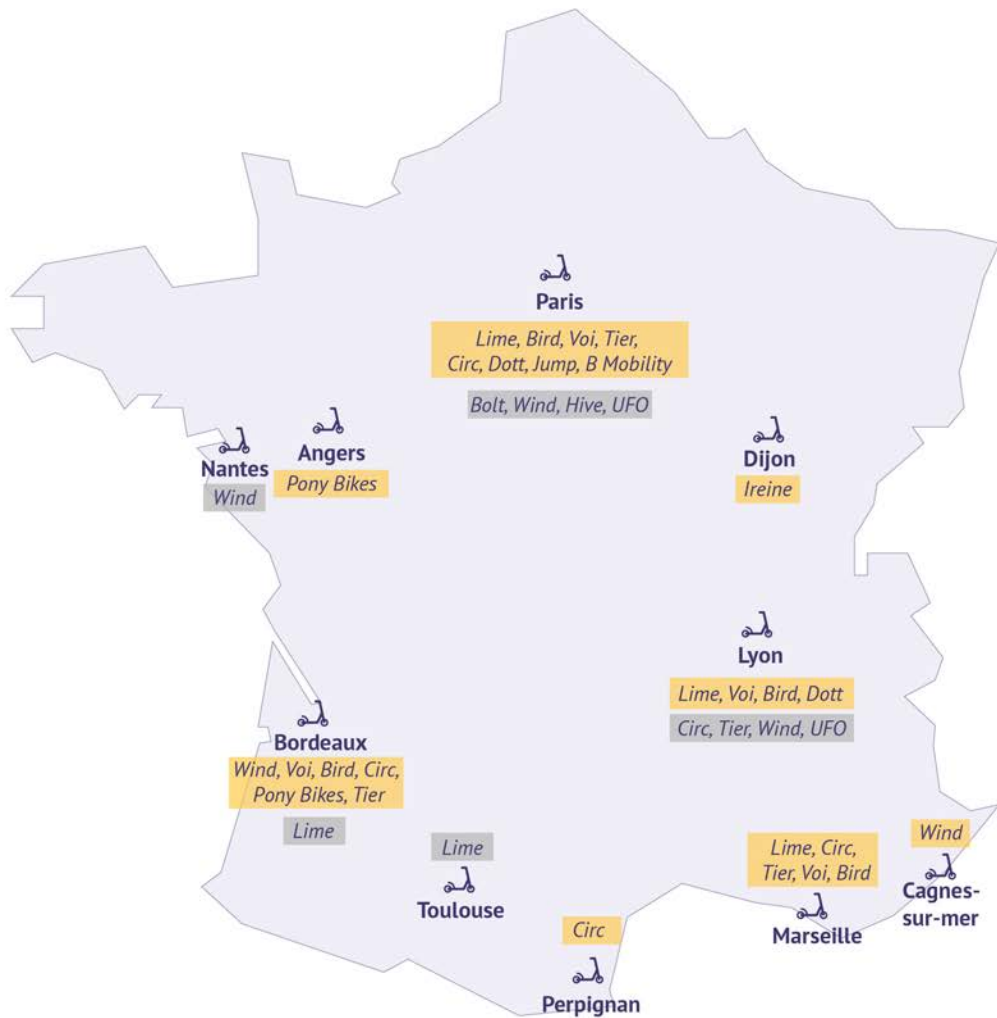 Paris
Lime, Bird, Voi, Tier,
Circ, Dott, Jump, B Mobility
Bolt, Wind, Hive, UFO
Nantes
Wind
Angers
Pony Bikes
Dijon
Ireine
Lyon
Lime, Voi, Bird, Dott
Circ, Tier, Wind, UFO
Bordeaux
Wind, Voi, Bird, Circ,
Pony Bikes, Tier
Lime
Lime
Toulouse
Lime, Circ,
Tier, Voi, Bird
Marseille
Wind
Cagnes-
sur-mer
Circ
Perpignan